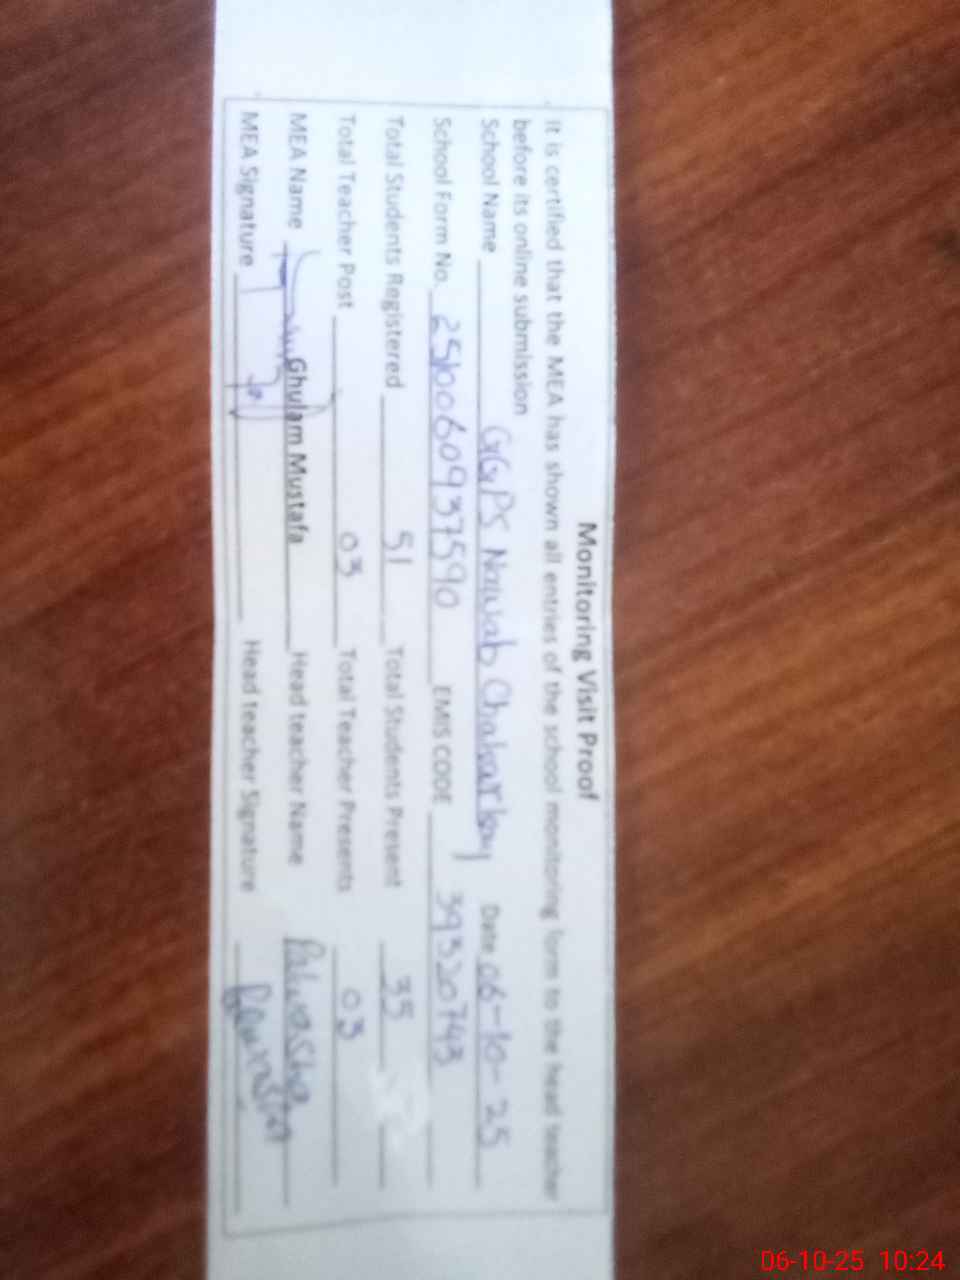 Monitoring Visit Proof
It is certified that the MEA has shown all entries of the school monitoring form to the head teacher
before its online submission
School Name GGPS Nawab Chakarkay Date 06-10-25
School Form No. 2510060937590 EMIS CODE 39320743
Total Students Registered 51 Total Students Present 35
Total Teacher Post 03 Total Teacher Presents 03
MEA Name Ghulam Mustafa Head teacher Name Palwasha
MEA Signature Head teacher Signature
06-10-25 10:24